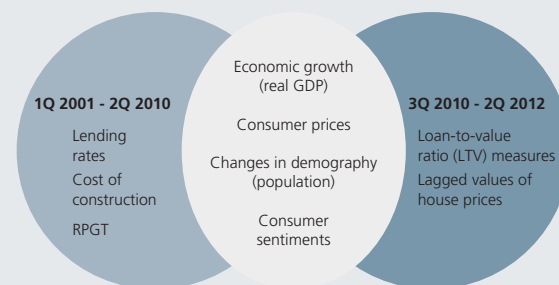 1Q 2001 - 2Q 2010
Lending
rates
Cost of
construction
RPGT
Economic growth
(real GDP)
Consumer prices
Changes in demography
(population)
Consumer
sentiments
3Q 2010 - 2Q 2012
Loan-to-value
ratio (LTV) measures
Lagged values of
house prices